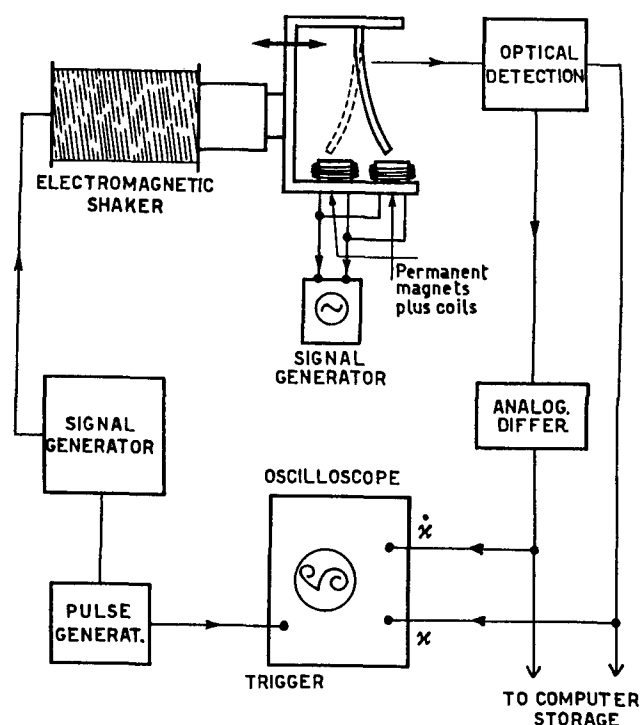 OPTICAL
DETECTION
ELECTROMAGNETIC
SHAKER
Permanent
magnets
plus coils
SIGNAL
GENERATOR
ANALOG.
DIFFER.
SIGNAL
GENERATOR
OSCILLOSCOPE
ẋ
x
PULSE
GENERAT.
TRIGGER
TO COMPUTER
STORAGE